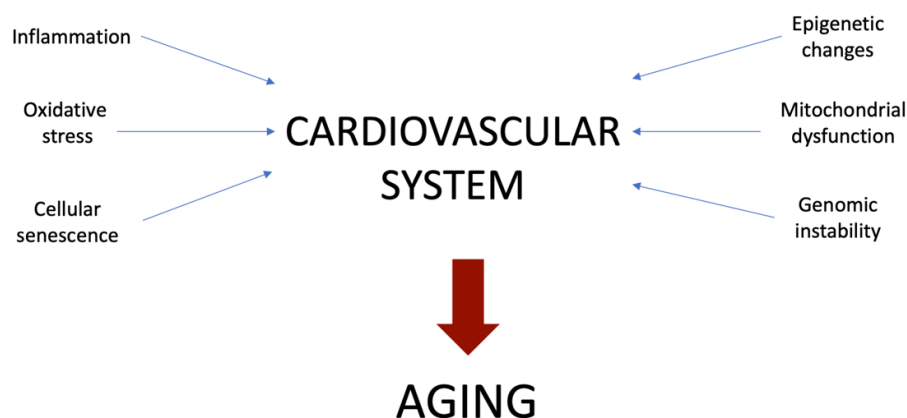 Inflammation
Oxidative
stress
Cellular
senescence
CARDIOVASCULAR
SYSTEM
Epigenetic
changes
Mitochondrial
dysfunction
Genomic
instability
AGING